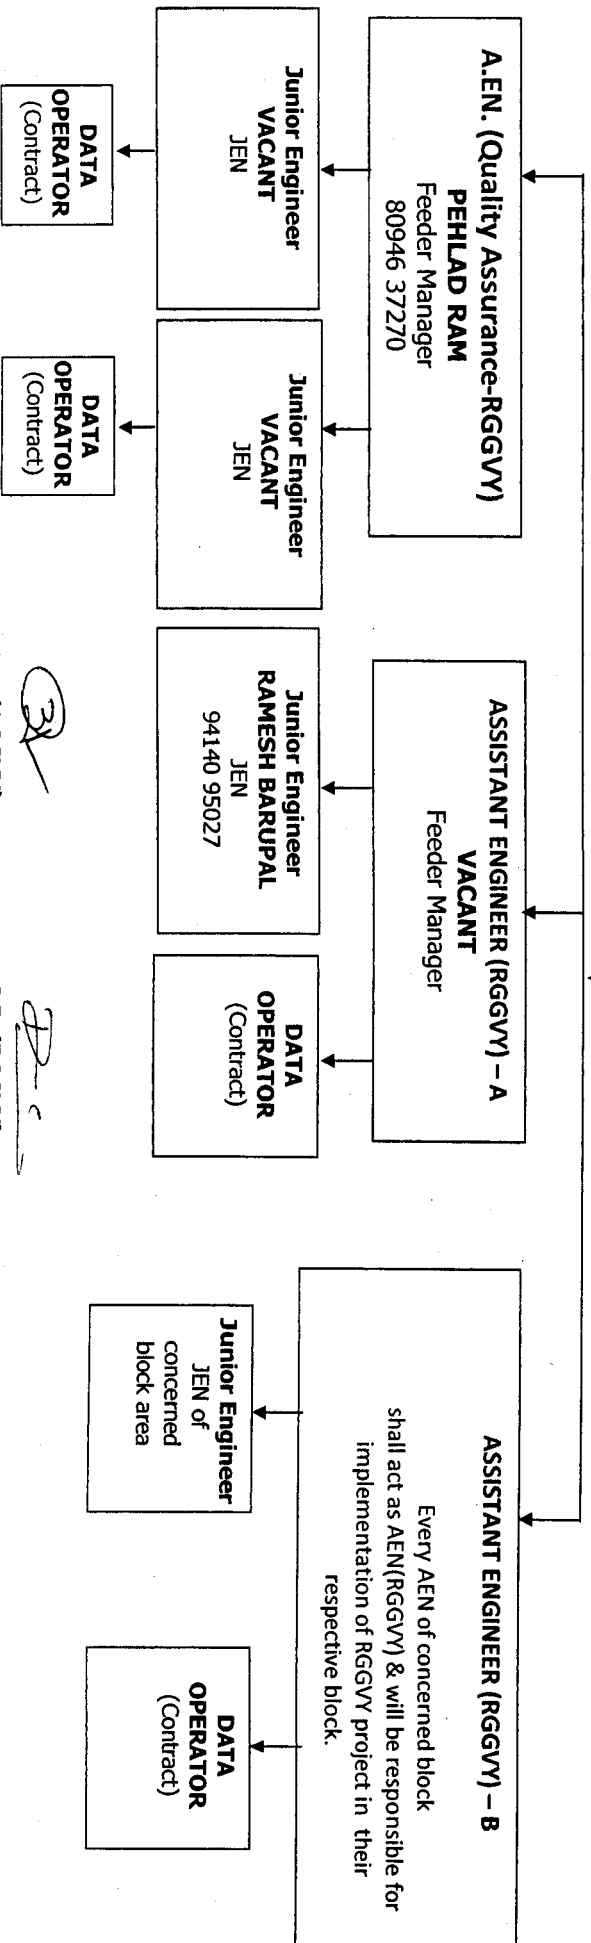 A.EN. (Quality Assurance-RGGVY)
PEHLAD RAM
Feeder Manager
80946 37270
Junior Engineer
VACANT
JEN
DATA
OPERATOR
(Contract)
Junior Engineer
VACANT
JEN
DATA
OPERATOR
(Contract)
ASSISTANT ENGINEER (RGGVY) – A
VACANT
Feeder Manager
Junior Engineer
RAMESH BARUPAL
JEN
94140 95027
DATA
OPERATOR
(Contract)
ASSISTANT ENGINEER (RGGVY) – B
Every AEN of concerned block
shall act as AEN(RGGVY) & will be responsible for
implementation of RGGVY project in their
respective block.
Junior Engineer
JEN of
concerned
block area
DATA
OPERATOR
(Contract)